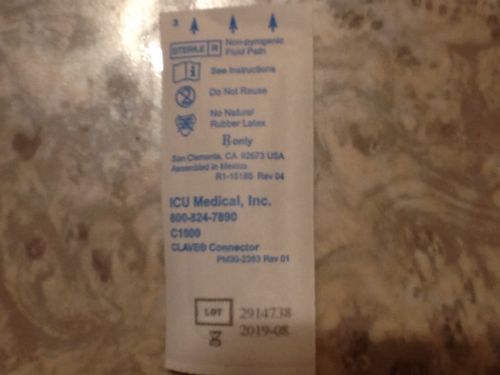 3
STERILE R Non-pyrogenic
Fluid Path
See Instructions
Do Not Reuse
No Natural
Rubber Latex
℞ only
San Clemente, CA 92673 USA
Assembled in Mexico
R1-15165 Rev 04
ICU Medical, Inc.
800-824-7890
C1000
CLAVE® Connector
PM30-2363 Rev 01
LOT 2914738
2019-08